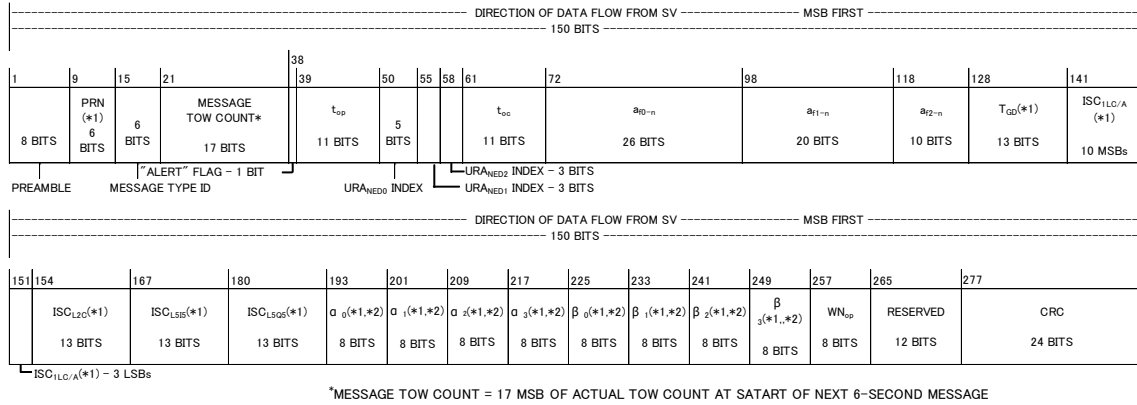 DIRECTION OF DATA FLOW FROM SV MSB FIRST
150 BITS
38
1 9 15 21 39 50 55 58 61 72 98 118 128 141
8 BITS
PRN
(*1)
6
BITS
6
BITS
MESSAGE
TOW COUNT*
17 BITS
t_op
11 BITS
5
BITS
t_oc
11 BITS
a_f0-n
26 BITS
a_f1-n
20 BITS
a_f2-n
10 BITS
T_GD(*1)
13 BITS
ISC_1LC/A
(*1)
10 MSBs
"ALERT" FLAG - 1 BIT
URA_NED2 INDEX - 3 BITS
PREAMBLE
MESSAGE TYPE ID
URA_NED0 INDEX
URA_NED1 INDEX - 3 BITS
DIRECTION OF DATA FLOW FROM SV MSB FIRST
150 BITS
151 154 167 180 193 201 209 217 225 233 241 249 257 265 277
ISC_L2C(*1)
13 BITS
ISC_L5I5(*1)
13 BITS
ISC_L5Q5(*1)
13 BITS
α_0(*1,*2)
8 BITS
α_1(*1,*2)
8 BITS
α_2(*1,*2)
8 BITS
α_3(*1,*2)
8 BITS
β_0(*1,*2)
8 BITS
β_1(*1,*2)
8 BITS
β_2(*1,*2)
8 BITS
β
_3(*1,,*2)
8 BITS
WN_op
8 BITS
RESERVED
12 BITS
CRC
24 BITS
ISC_1LC/A(*1) - 3 LSBs
*MESSAGE TOW COUNT = 17 MSB OF ACTUAL TOW COUNT AT SATART OF NEXT 6-SECOND MESSAGE